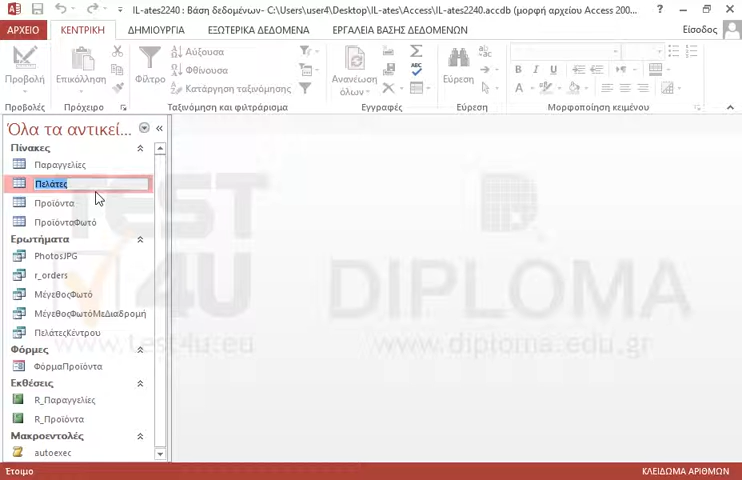 IL-ates2240 : Βάση δεδομένων- C:\Users\user4\Desktop\IL-ates\Access\IL-ates2240.accdb (μορφή αρχείου Access 200...
ΑΡΧΕΙΟ ΚΕΝΤΡΙΚΗ ΔΗΜΙΟΥΡΓΙΑ ΕΞΩΤΕΡΙΚΑ ΔΕΔΟΜΕΝΑ ΕΡΓΑΛΕΙΑ ΒΑΣΗΣ ΔΕΔΟΜΕΝΩΝ Είσοδος
Προβολή
Επικόλληση
Φίλτρο
Αύξουσα
Φθίνουσα
Κατάργηση ταξινόμησης
Ανανέωση όλων
Εύρεση
Προβολές Πρόχειρο Ταξινόμηση και φιλτράρισμα Εγγραφές Εύρεση Μορφοποίηση κειμένου
Όλα τα αντικεί...
Πίνακες
Παραγγελίες
Πελάτες
Προϊόντα
ΠροϊόνταΦωτό
Ερωτήματα
PhotosJPG
r_orders
ΜέγεθοςΦωτό
ΜέγεθοςΦωτόΜεΔιαδρομή
ΠελάτεςΚέντρου
Φόρμες
ΦόρμαΠροϊόντα
Εκθέσεις
R_Παραγγελίες
R_Προϊόντα
Μακροεντολές
autoexec
TEST
4U
www.test4u.eu
DIPLOMA
www.diploma.edu.gr
Έτοιμο ΚΛΕΙΔΩΜΑ ΑΡΙΘΜΩΝ